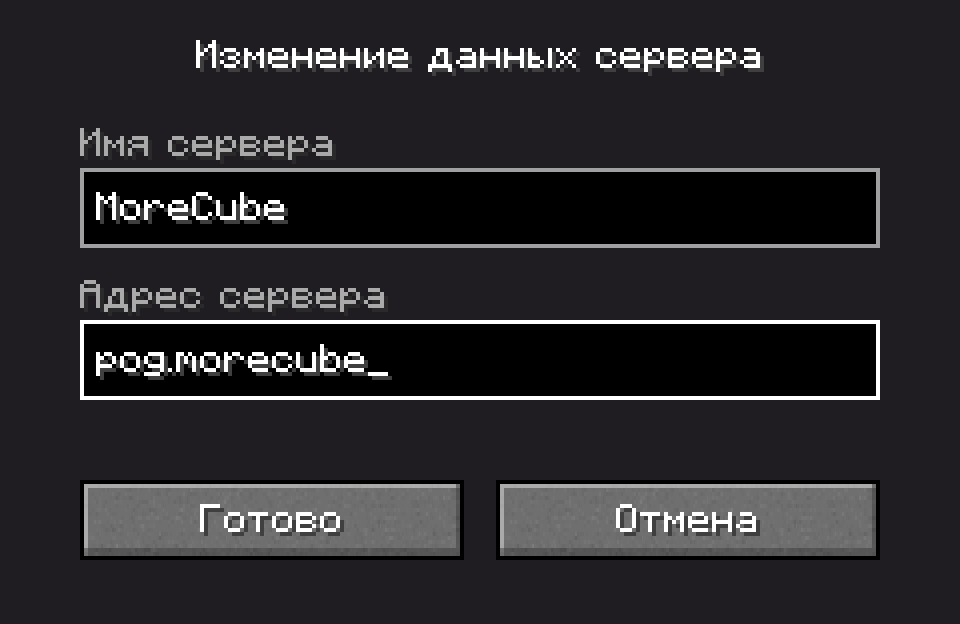 Изменение данных сервера
Имя сервера
MoreCube
Адрес сервера
pog.morecube_
Готово
Отмена